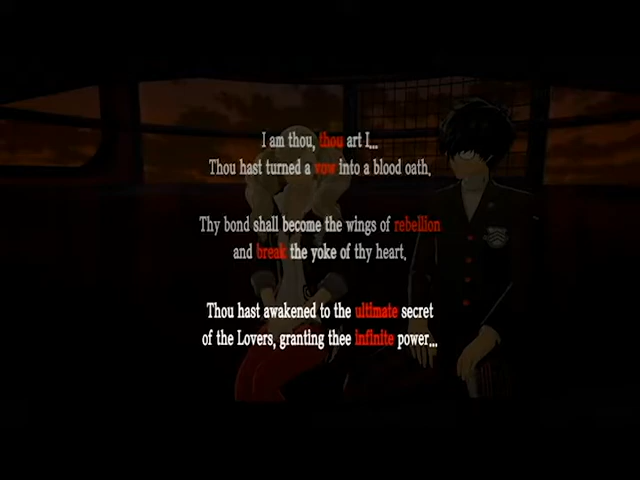 I am thou, thou art I...
Thou hast turned a vow into a blood oath.
Thy bond shall become the wings of rebellion
and break the yoke of thy heart.
Thou hast awakened to the ultimate secret
of the Lovers, granting thee infinite power...